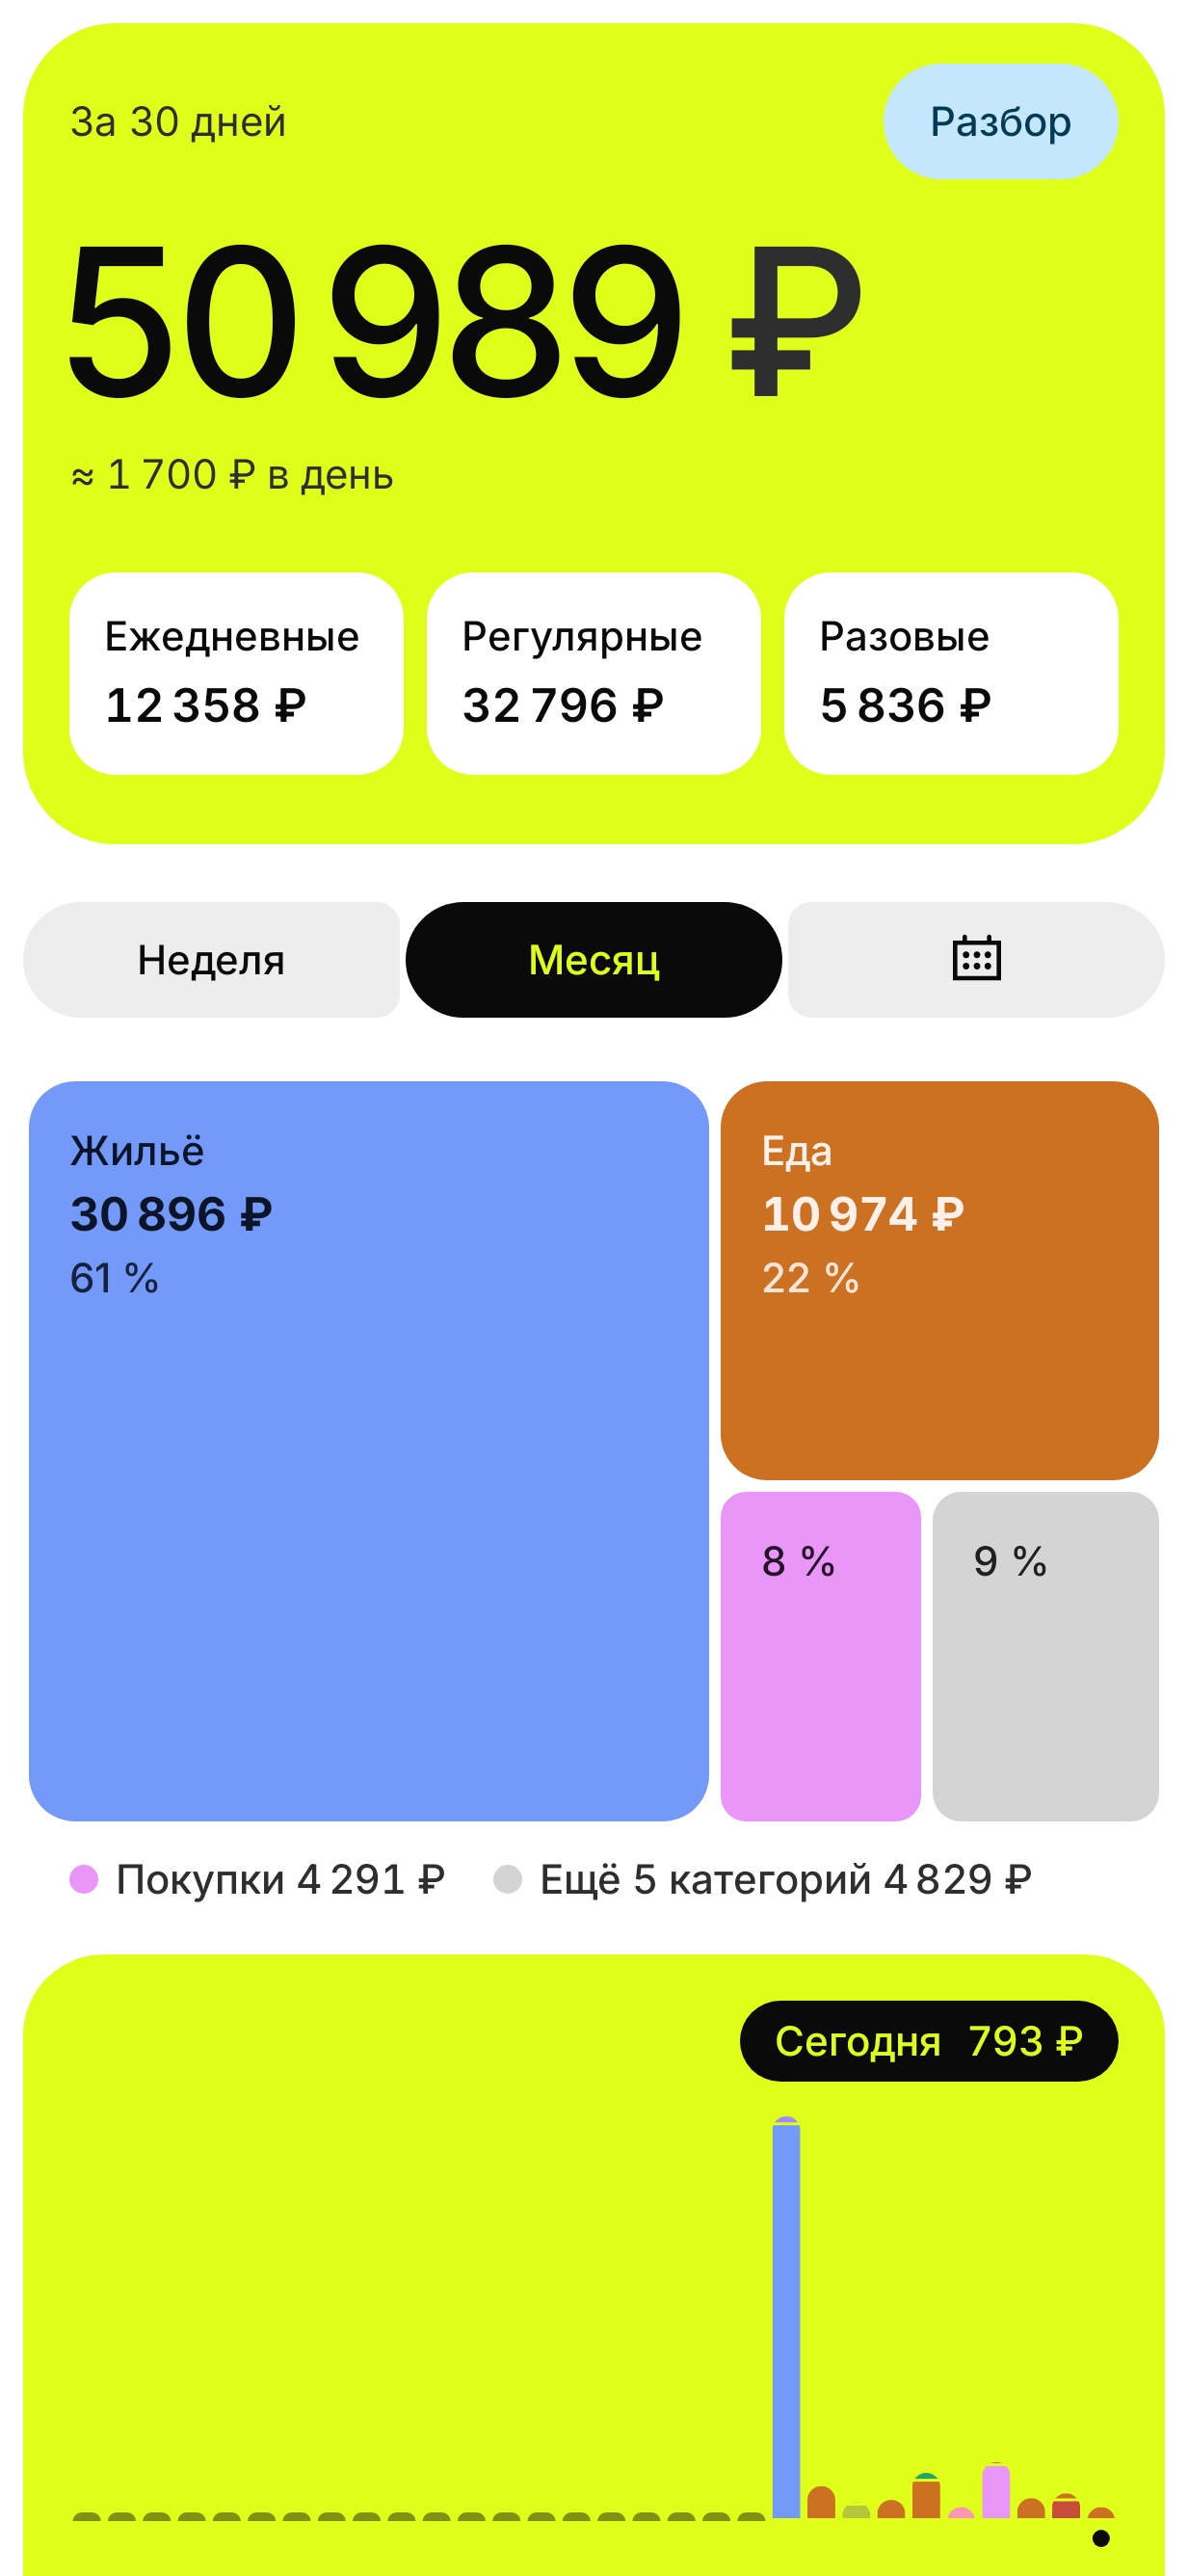 За 30 дней
Разбор
50 989 ₽
≈ 1 700 ₽ в день
Ежедневные
12 358 ₽
Регулярные
32 796 ₽
Разовые
5 836 ₽
Неделя
Месяц
Жильё
30 896 ₽
61 %
Еда
10 974 ₽
22 %
8 %
9 %
Покупки 4 291 ₽
Ещё 5 категорий 4 829 ₽
Сегодня 793 ₽